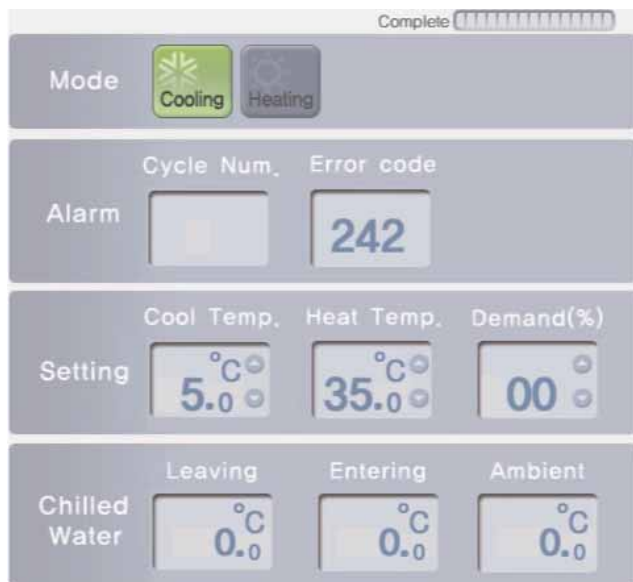 Complete
Mode Cooling Heating
Cycle Num. Error code
Alarm 242
Cool Temp. Heat Temp. Demand(%)
Setting °C 5.0 °C 35.0 00
Leaving Entering Ambient
Chilled Water °C 0.0 °C 0.0 °C 0.0